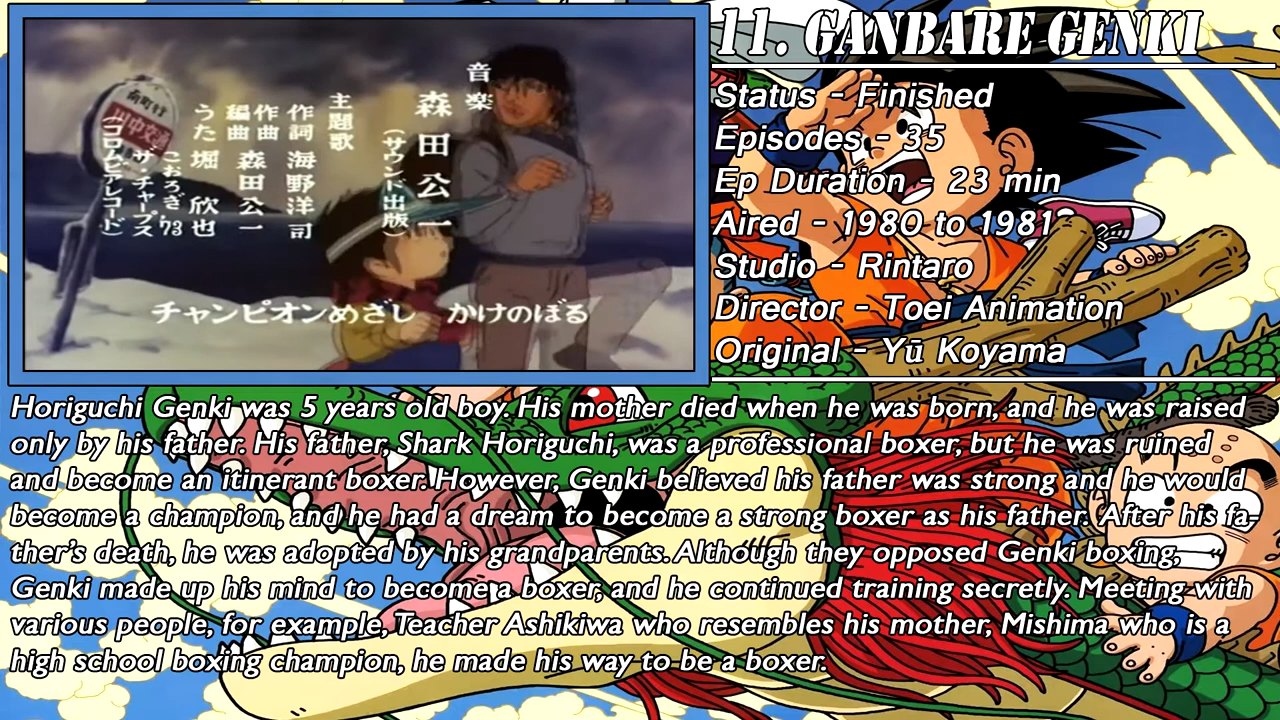 11. GANBARE GENKI
Status - Finished
Episodes - 35
Ep Duration - 23 min
Aired - 1980 to 1981
Studio - Rintaro
Director - Toei Animation
Original - Yū Koyama
音楽
森田公一
(サウンド出版)
主題歌
作詞 海野洋司
作曲
編曲 森田公一
うた 堀 欣也
こおろぎ'73
ザ・チャープス
(コロムビアレコード)
南町行
田中交通
チャンピオンめざし かけのぼる
Horiguchi Genki was 5 years old boy. His mother died when he was born, and he was raised
only by his father. His father, Shark Horiguchi, was a professional boxer, but he was ruined
and become an itinerant boxer. However, Genki believed his father was strong and he would
become a champion, and he had a dream to become a strong boxer as his father. After his fa-
ther's death, he was adopted by his grandparents. Although they opposed Genki boxing,
Genki made up his mind to become a boxer, and he continued training secretly. Meeting with
various people, for example, Teacher Ashikiwa who resembles his mother, Mishima who is a
high school boxing champion, he made his way to be a boxer.